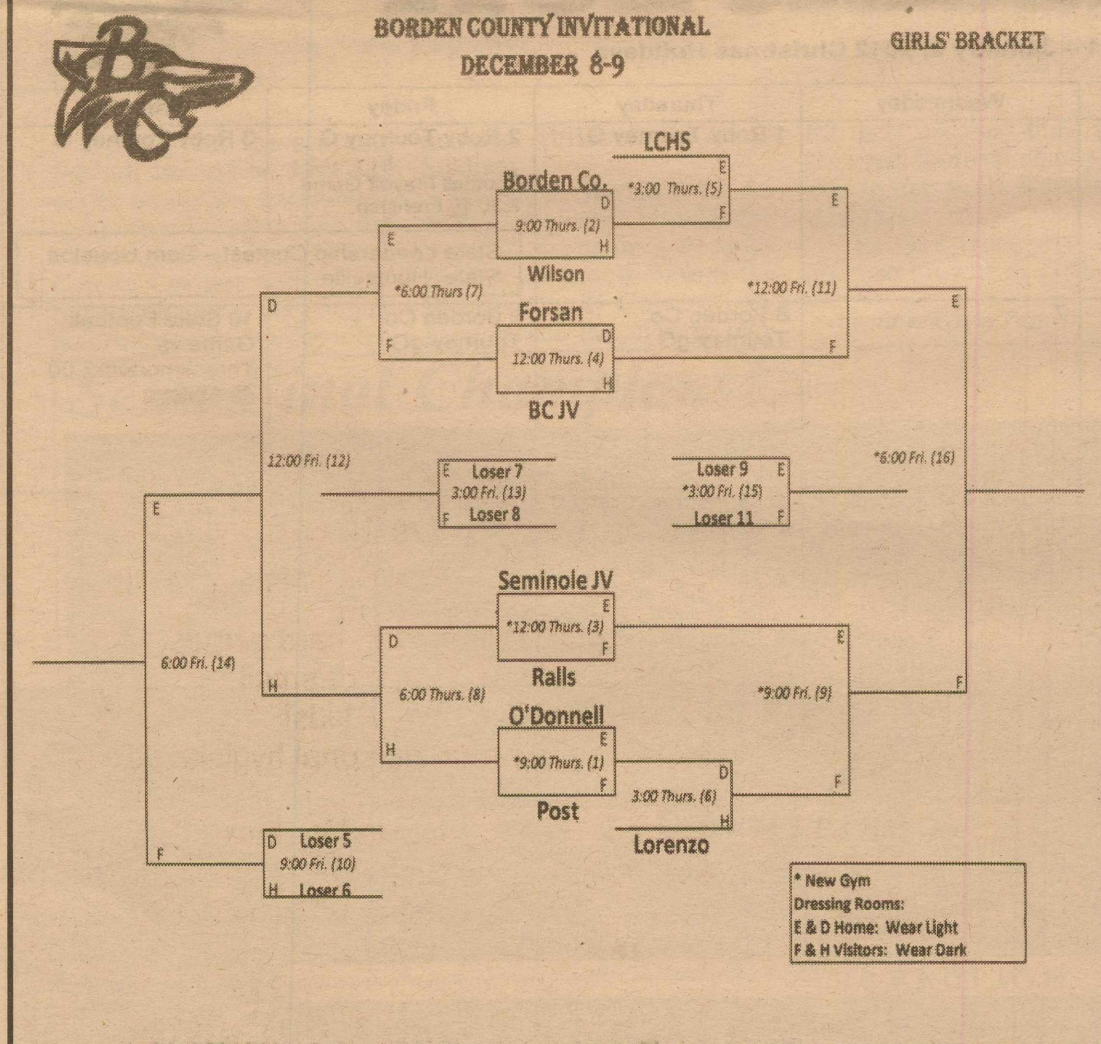 BORDEN COUNTY INVITATIONAL
DECEMBER 8-9
GIRLS' BRACKET
B
C
LCHS
E
*3:00 Thurs. (5)
F
Borden Co.
D
9:00 Thurs. (2)
H
Wilson
E
E
*6:00 Thurs (7)
*12:00 Fri. (11)
Forsan
D
E
D
12:00 Thurs. (4)
F
F
H
BC JV
12:00 Fri. (12)
*6:00 Fri. (16)
E Loser 7
3:00 Fri. (13)
F Loser 8
Loser 9 E
*3:00 Fri. (15)
Loser 11 F
E
Seminole JV
E
*12:00 Thurs. (3)
F
Ralls
D
E
6:00 Fri. (14)
H
6:00 Thurs. (8)
*9:00 Fri. (9)
F
O'Donnell
E
*9:00 Thurs. (1)
F
Post
H
D
3:00 Thurs. (6)
H
F
Lorenzo
F
D Loser 5
9:00 Fri. (10)
H Loser 6
* New Gym
Dressing Rooms:
E & D Home: Wear Light
F & H Visitors: Wear Dark